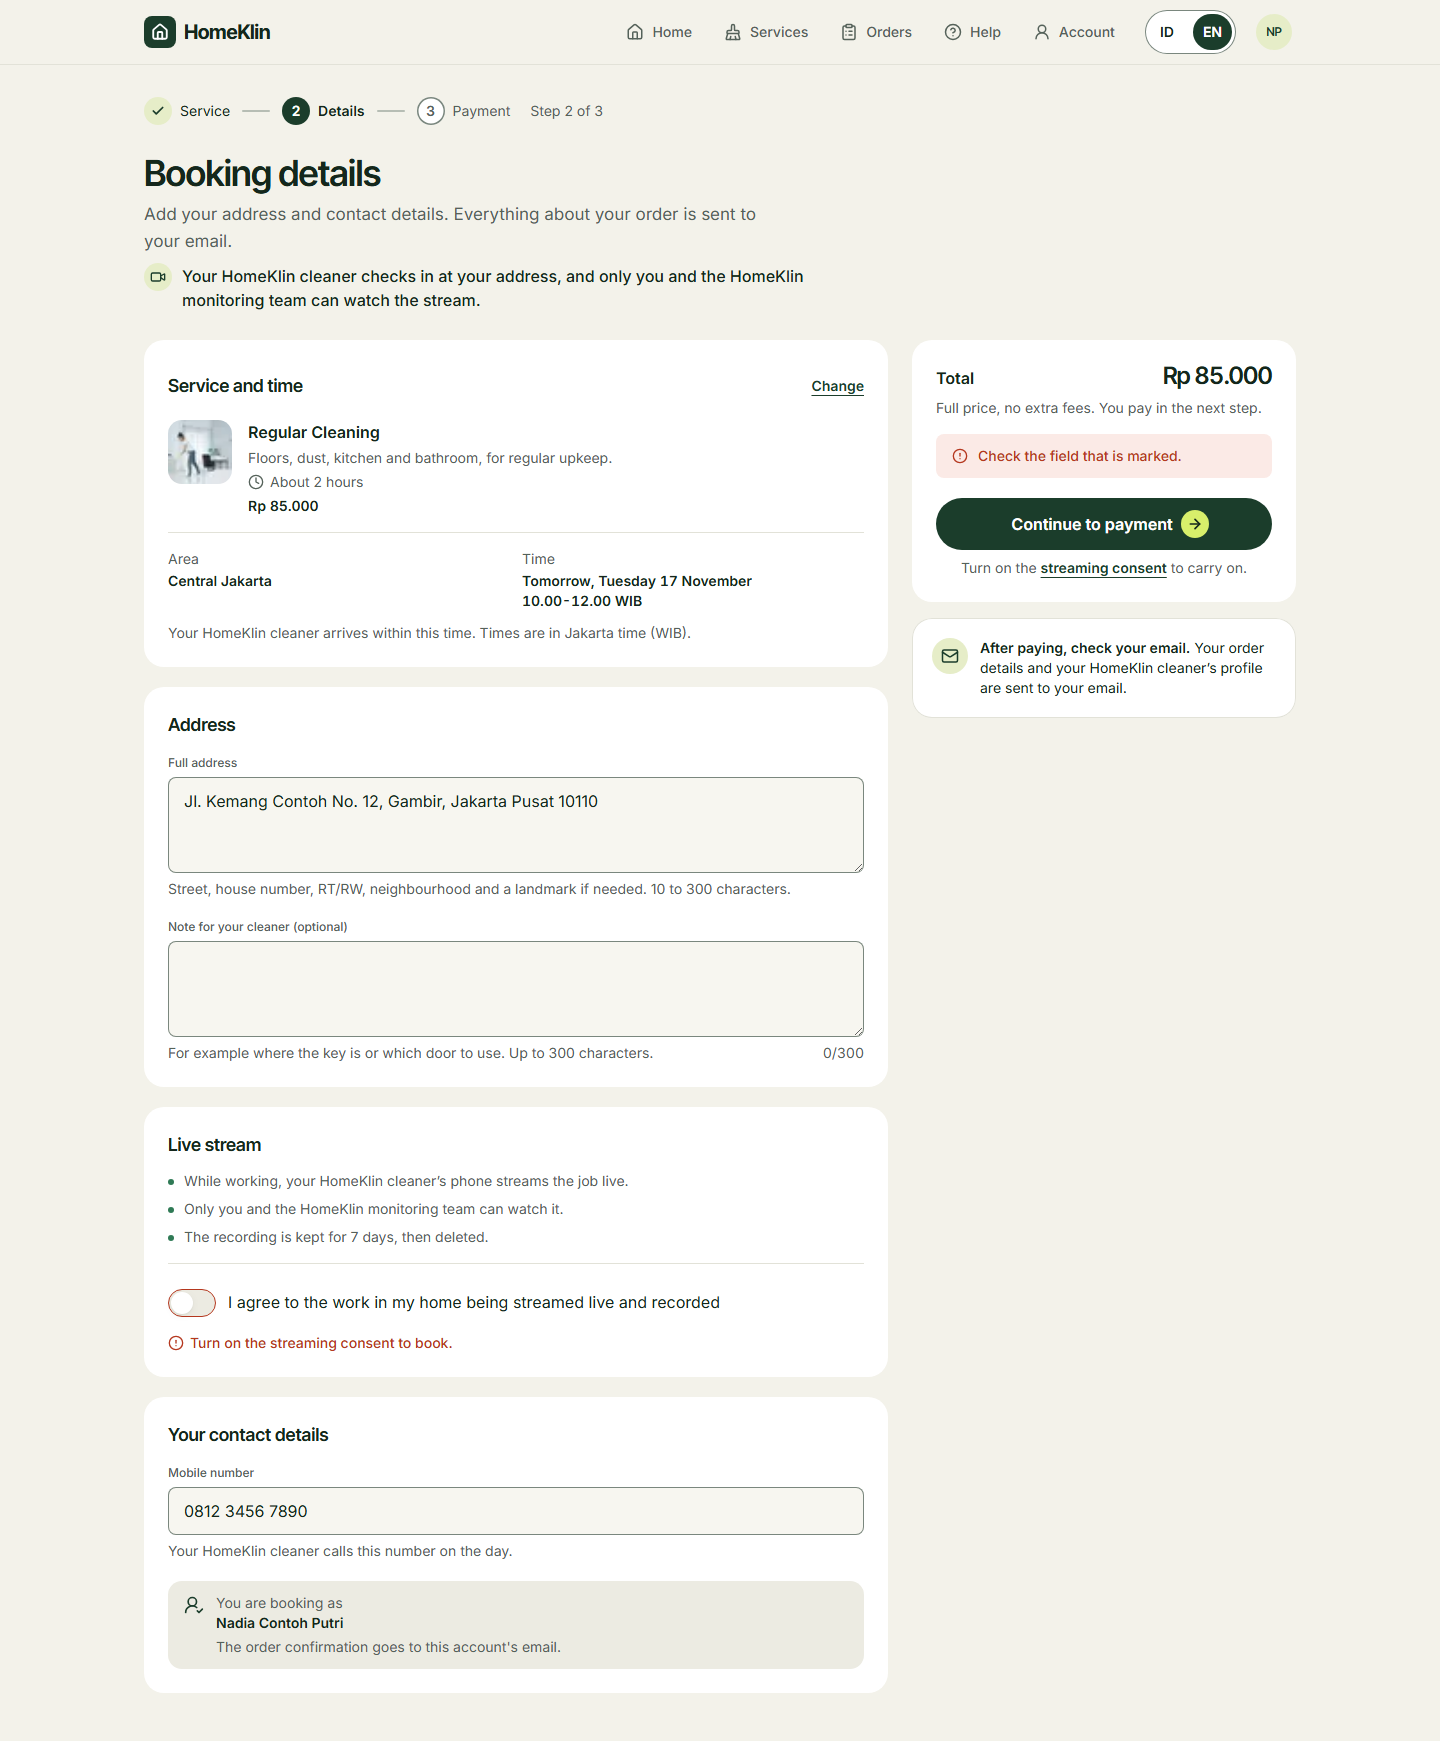 HomeKlin
Home
Services
Orders
Help
Account
ID
EN
NP
Service
2
Details
3
Payment
Step 2 of 3
Booking details
Add your address and contact details. Everything about your order is sent to
your email.
Your HomeKlin cleaner checks in at your address, and only you and the HomeKlin
monitoring team can watch the stream.
Service and time
Change
Regular Cleaning
Floors, dust, kitchen and bathroom, for regular upkeep.
About 2 hours
Rp 85.000
Area
Central Jakarta
Time
Tomorrow, Tuesday 17 November
10.00-12.00 WIB
Your HomeKlin cleaner arrives within this time. Times are in Jakarta time (WIB).
Address
Full address
Jl. Kemang Contoh No. 12, Gambir, Jakarta Pusat 10110
Street, house number, RT/RW, neighbourhood and a landmark if needed. 10 to 300 characters.
Note for your cleaner (optional)
For example where the key is or which door to use. Up to 300 characters.
0/300
Live stream
While working, your HomeKlin cleaner’s phone streams the job live.
Only you and the HomeKlin monitoring team can watch it.
The recording is kept for 7 days, then deleted.
I agree to the work in my home being streamed live and recorded
Turn on the streaming consent to book.
Your contact details
Mobile number
0812 3456 7890
Your HomeKlin cleaner calls this number on the day.
You are booking as
Nadia Contoh Putri
The order confirmation goes to this account's email.
Total
Rp 85.000
Full price, no extra fees. You pay in the next step.
Check the field that is marked.
Continue to payment
Turn on the streaming consent to carry on.
After paying, check your email. Your order
details and your HomeKlin cleaner’s profile
are sent to your email.